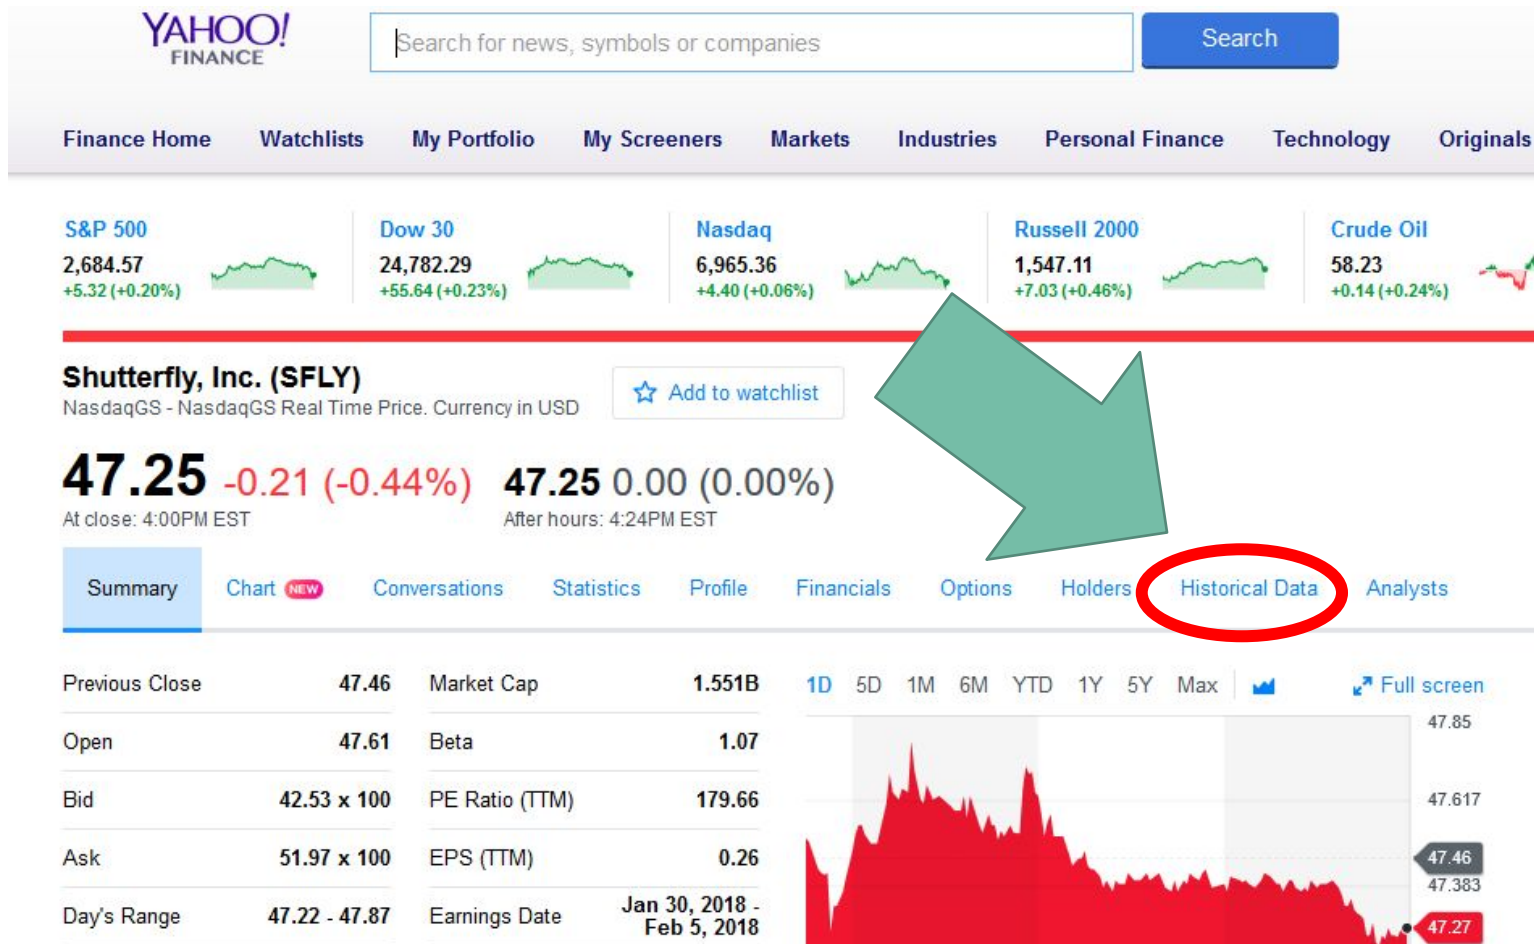 YAHOO!
FINANCE
Search for news, symbols or companies
Search
Finance Home Watchlists My Portfolio My Screeners Markets Industries Personal Finance Technology Originals
S&P 500
2,684.57
+5.32 (+0.20%)
Dow 30
24,782.29
+55.64 (+0.23%)
Nasdaq
6,965.36
+4.40 (+0.06%)
Russell 2000
1,547.11
+7.03 (+0.46%)
Crude Oil
58.23
+0.14 (+0.24%)
Shutterfly, Inc. (SFLY)
NasdaqGS - NasdaqGS Real Time Price. Currency in USD
Add to watchlist
47.25 -0.21 (-0.44%)
At close: 4:00PM EST
47.25 0.00 (0.00%)
After hours: 4:24PM EST
Summary Chart NEW Conversations Statistics Profile Financials Options Holders Historical Data Analysts
Previous Close 47.46
Open 47.61
Bid 42.53 x 100
Ask 51.97 x 100
Day's Range 47.22 - 47.87
Market Cap 1.551B
Beta 1.07
PE Ratio (TTM) 179.66
EPS (TTM) 0.26
Earnings Date Jan 30, 2018 -
Feb 5, 2018
1D 5D 1M 6M YTD 1Y 5Y Max Full screen
47.85
47.617
47.46
47.383
47.27